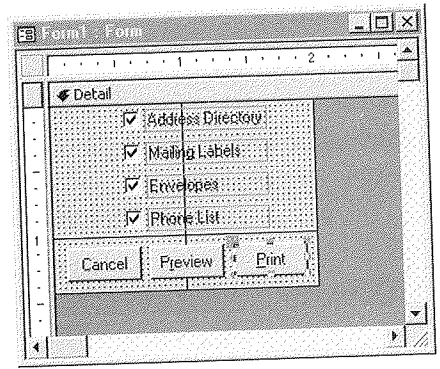 Form1 : Form
1 2
Detail
Address Directory
Mailing Labels
Envelopes
Phone List
1
Cancel Preview Print